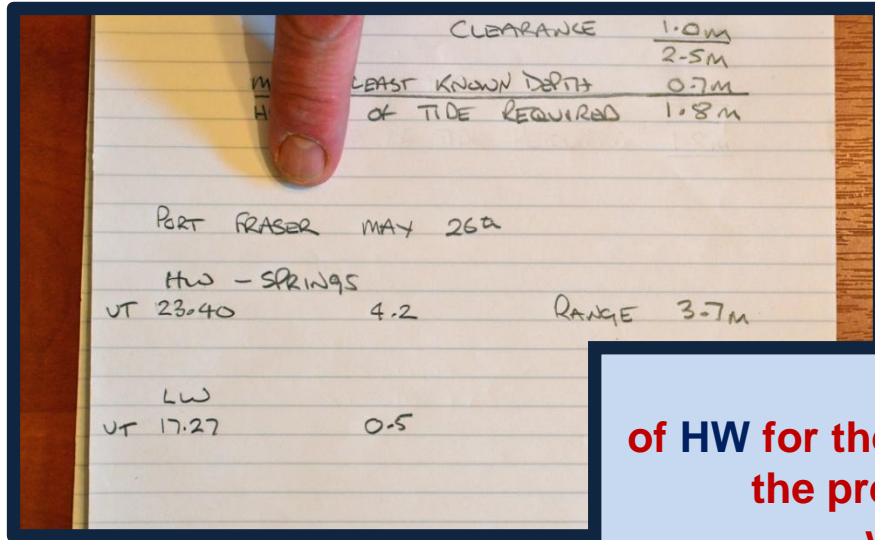 CLEARANCE 1.0m
2-5M
LEAST KNOWN DEPTH 0.7M
OF TIDE REQUIRED 1.8M
PORT FRASER MAY 26th
HW - SPRINGS
UT 23.40 4.2 RANGE 3.7M
LW
UT 17.27 0.5
of HW for the
the